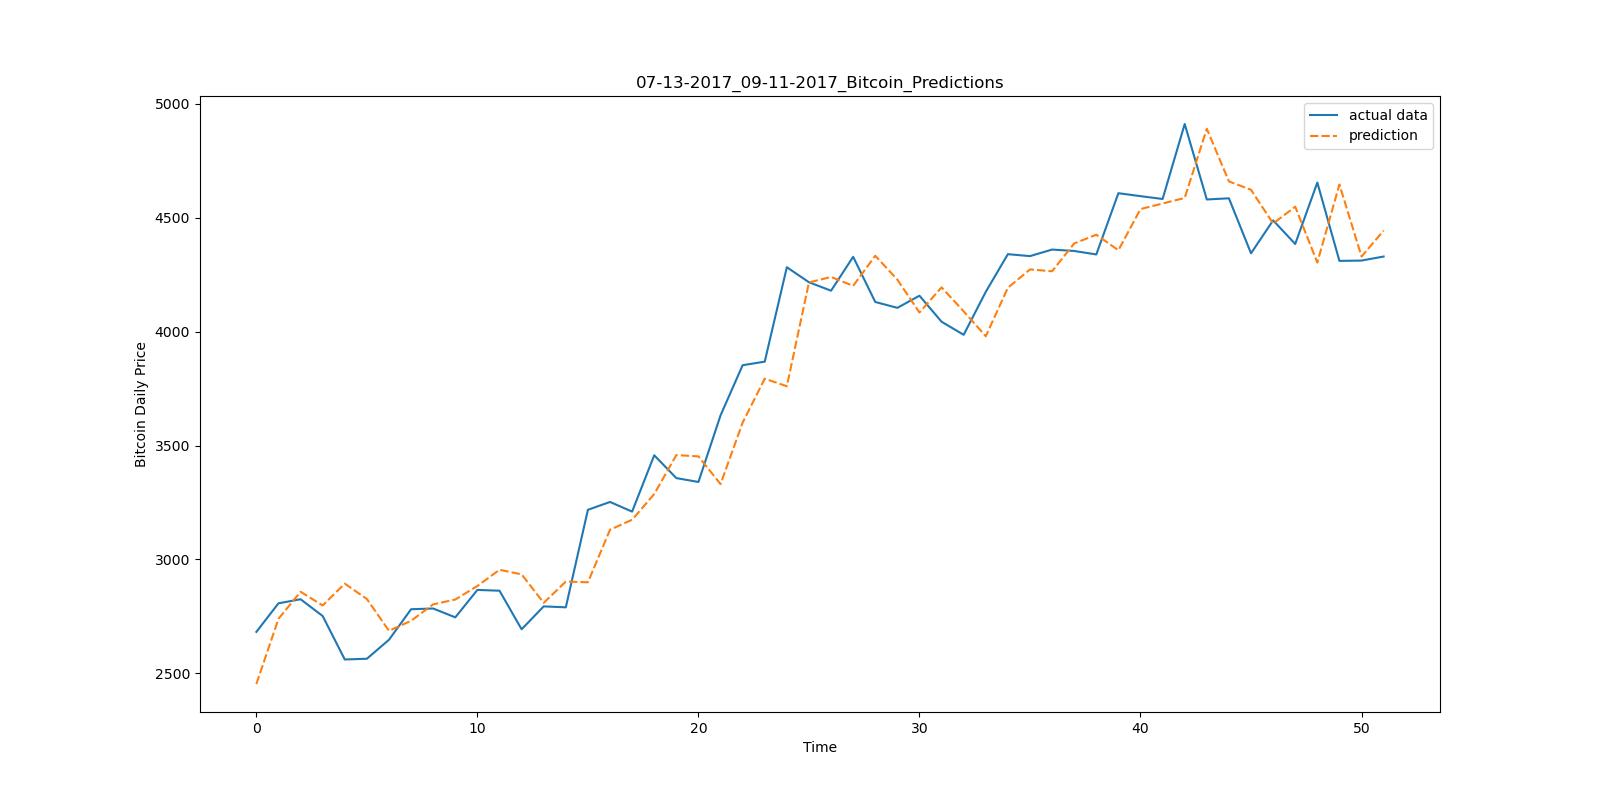 07-13-2017_09-11-2017_Bitcoin_Predictions
actual data
prediction
5000
4500
4000
3500
3000
2500
Bitcoin Daily Price
0 10 20 30 40 50
Time